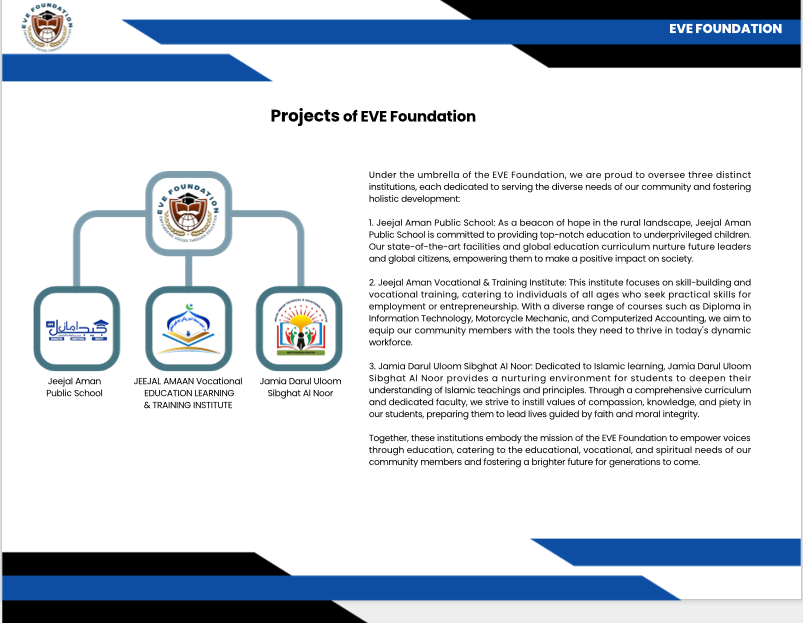 EVE FOUNDATION
EVE FOUNDATION
Projects of EVE Foundation
EVE FOUNDATION
Jeejal Aman
Public School
JEEJAL AMAAN Vocational
EDUCATION LEARNING
& TRAINING INSTITUTE
Jamia Darul Uloom
Sibghat Al Noor
Under the umbrella of the EVE Foundation, we are proud to oversee three distinct
institutions, each dedicated to serving the diverse needs of our community and fostering
holistic development:
1. Jeejal Aman Public School: As a beacon of hope in the rural landscape, Jeejal Aman
Public School is committed to providing top-notch education to underprivileged children.
Our state-of-the-art facilities and global education curriculum nurture future leaders
and global citizens, empowering them to make a positive impact on society.
2. Jeejal Aman Vocational & Training Institute: This institute focuses on skill-building and
vocational training, catering to individuals of all ages who seek practical skills for
employment or entrepreneurship. With a diverse range of courses such as Diploma in
Information Technology, Motorcycle Mechanic, and Computerized Accounting, we aim to
equip our community members with the tools they need to thrive in today's dynamic
workforce.
3. Jamia Darul Uloom Sibghat Al Noor: Dedicated to Islamic learning, Jamia Darul Uloom
Sibghat Al Noor provides a nurturing environment for students to deepen their
understanding of Islamic teachings and principles. Through a comprehensive curriculum
and dedicated faculty, we strive to instill values of compassion, knowledge, and piety in
our students, preparing them to lead lives guided by faith and moral integrity.
Together, these institutions embody the mission of the EVE Foundation to empower voices
through education, catering to the educational, vocational, and spiritual needs of our
community members and fostering a brighter future for generations to come.